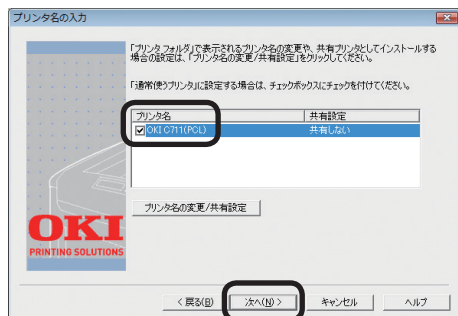 プリンタ名の入力
「プリンタ フォルダ」で表示されるプリンタ名の変更や、共有プリンタとしてインストールする
場合の設定は、「プリンタ名の変更/共有設定」をクリックしてください。
「通常使うプリンタ」に設定する場合は、チェックボックスにチェックを付けてください。
プリンタ名 共有設定
OKI C711(PCL) 共有しない
プリンタ名の変更/共有設定
OKI
PRINTING SOLUTIONS
< 戻る(B) 次へ(N) > キャンセル ヘルプ